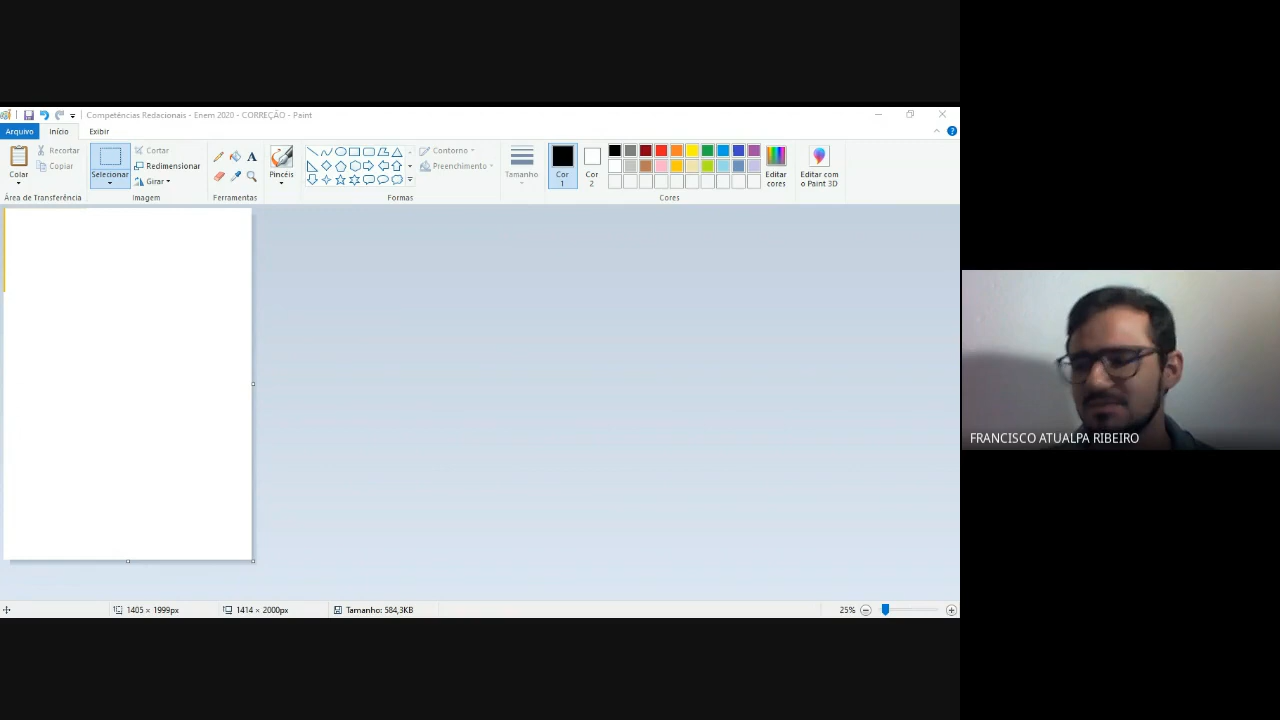 Competências Redacionais - Enem 2020 - CORREÇÃO - Paint
Arquivo Início Exibir
Colar
Recortar
Copiar
Área de Transferência
Selecionar
Cortar
Redimensionar
Girar
Imagem
A
Ferramentas
Pincéis
Contorno
Preenchimento
Formas
Tamanho
Cor 1
Cor 2
Editar cores
Cores
Editar com o Paint 3D
FRANCISCO ATUALPA RIBEIRO
1405 × 1999px 1414 × 2000px Tamanho: 584,3KB 25%